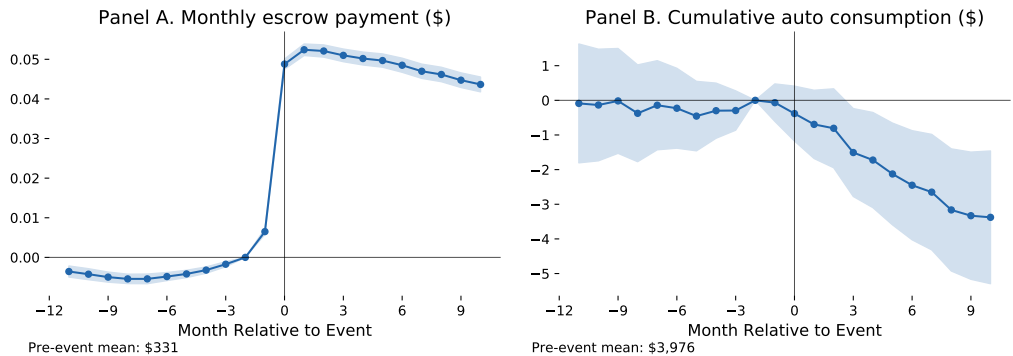 Panel A. Monthly escrow payment ($)
0.05
0.04
0.03
0.02
0.01
0.00
−12 −9 −6 −3 0 3 6 9
Month Relative to Event
Pre-event mean: $331
Panel B. Cumulative auto consumption ($)
1
0
−1
−2
−3
−4
−5
−12 −9 −6 −3 0 3 6 9
Month Relative to Event
Pre-event mean: $3,976